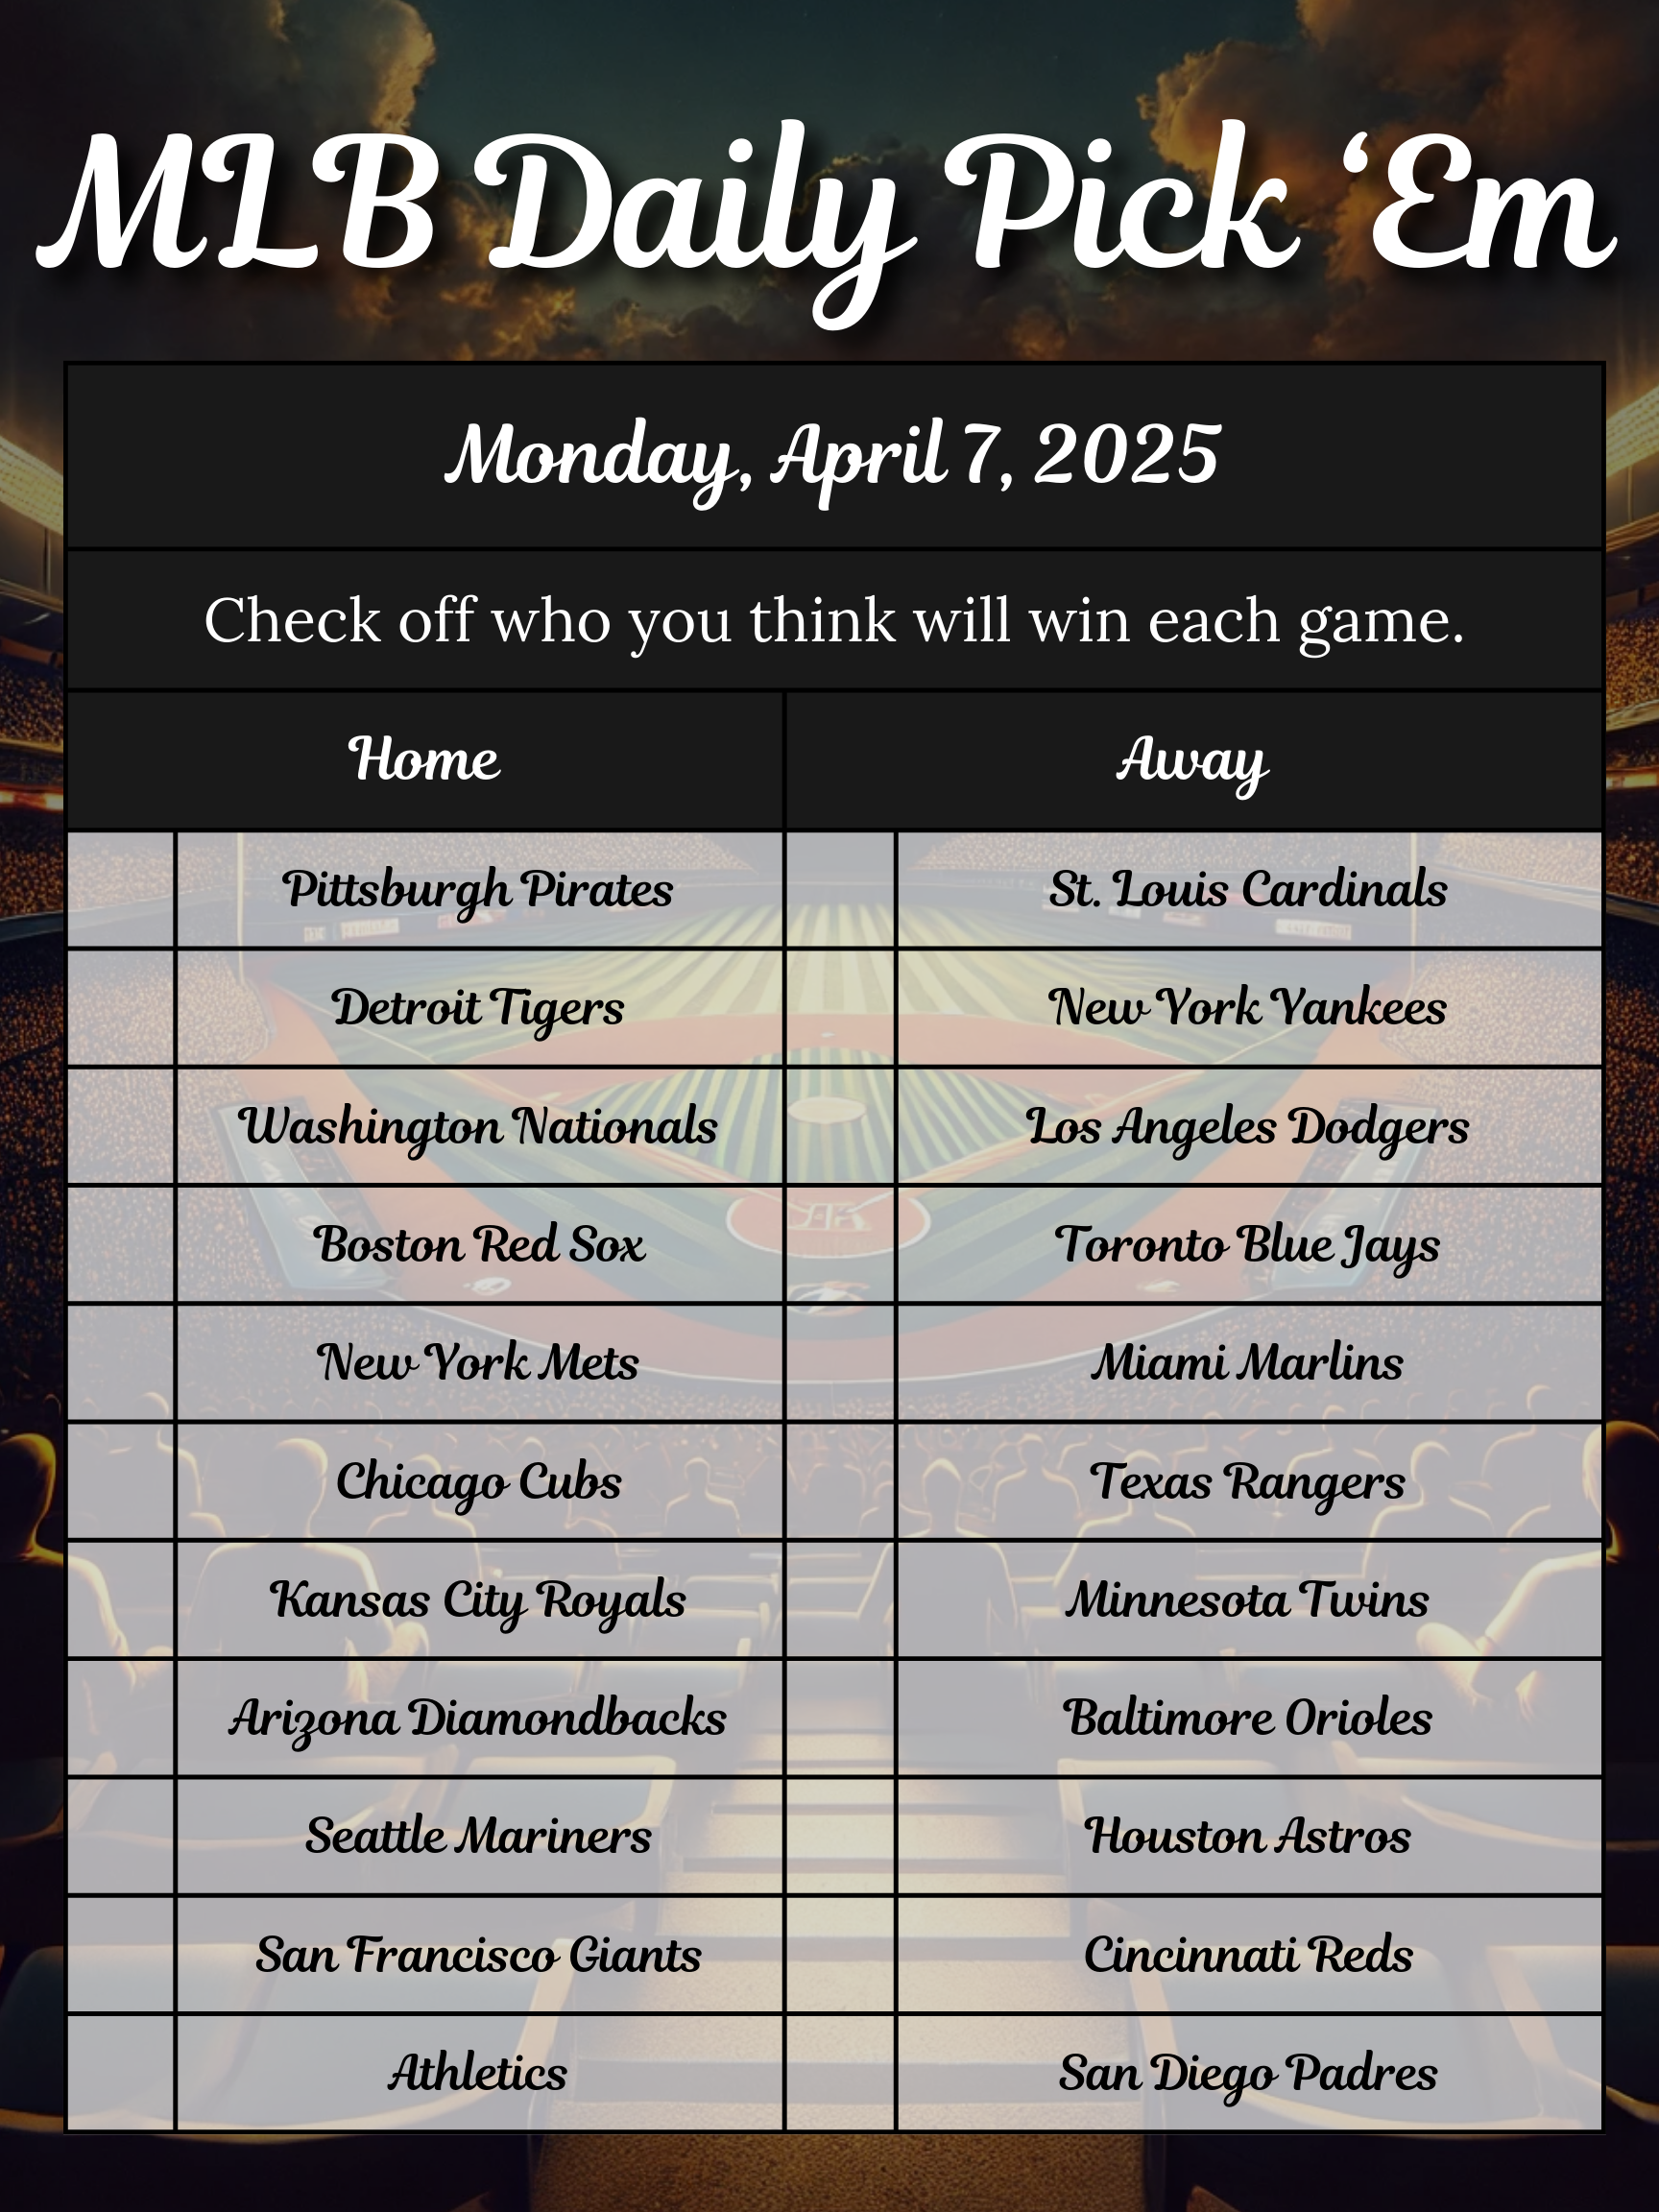 MLB Daily Pick ‘Em
Monday, April 7, 2025
Check off who you think will win each game.
Home Away
Pittsburgh Pirates St. Louis Cardinals
Detroit Tigers New York Yankees
Washington Nationals Los Angeles Dodgers
Boston Red Sox Toronto Blue Jays
New York Mets Miami Marlins
Chicago Cubs Texas Rangers
Kansas City Royals Minnesota Twins
Arizona Diamondbacks Baltimore Orioles
Seattle Mariners Houston Astros
San Francisco Giants Cincinnati Reds
Athletics San Diego Padres